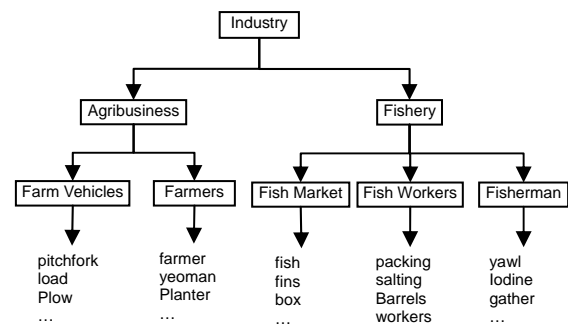 Industry
Agribusiness
Fishery
Farm Vehicles
Farmers
Fish Market
Fish Workers
Fisherman
pitchfork
load
Plow
…
farmer
yeoman
Planter
…
fish
fins
box
…
packing
salting
Barrels
workers
yawl
Iodine
gather
…